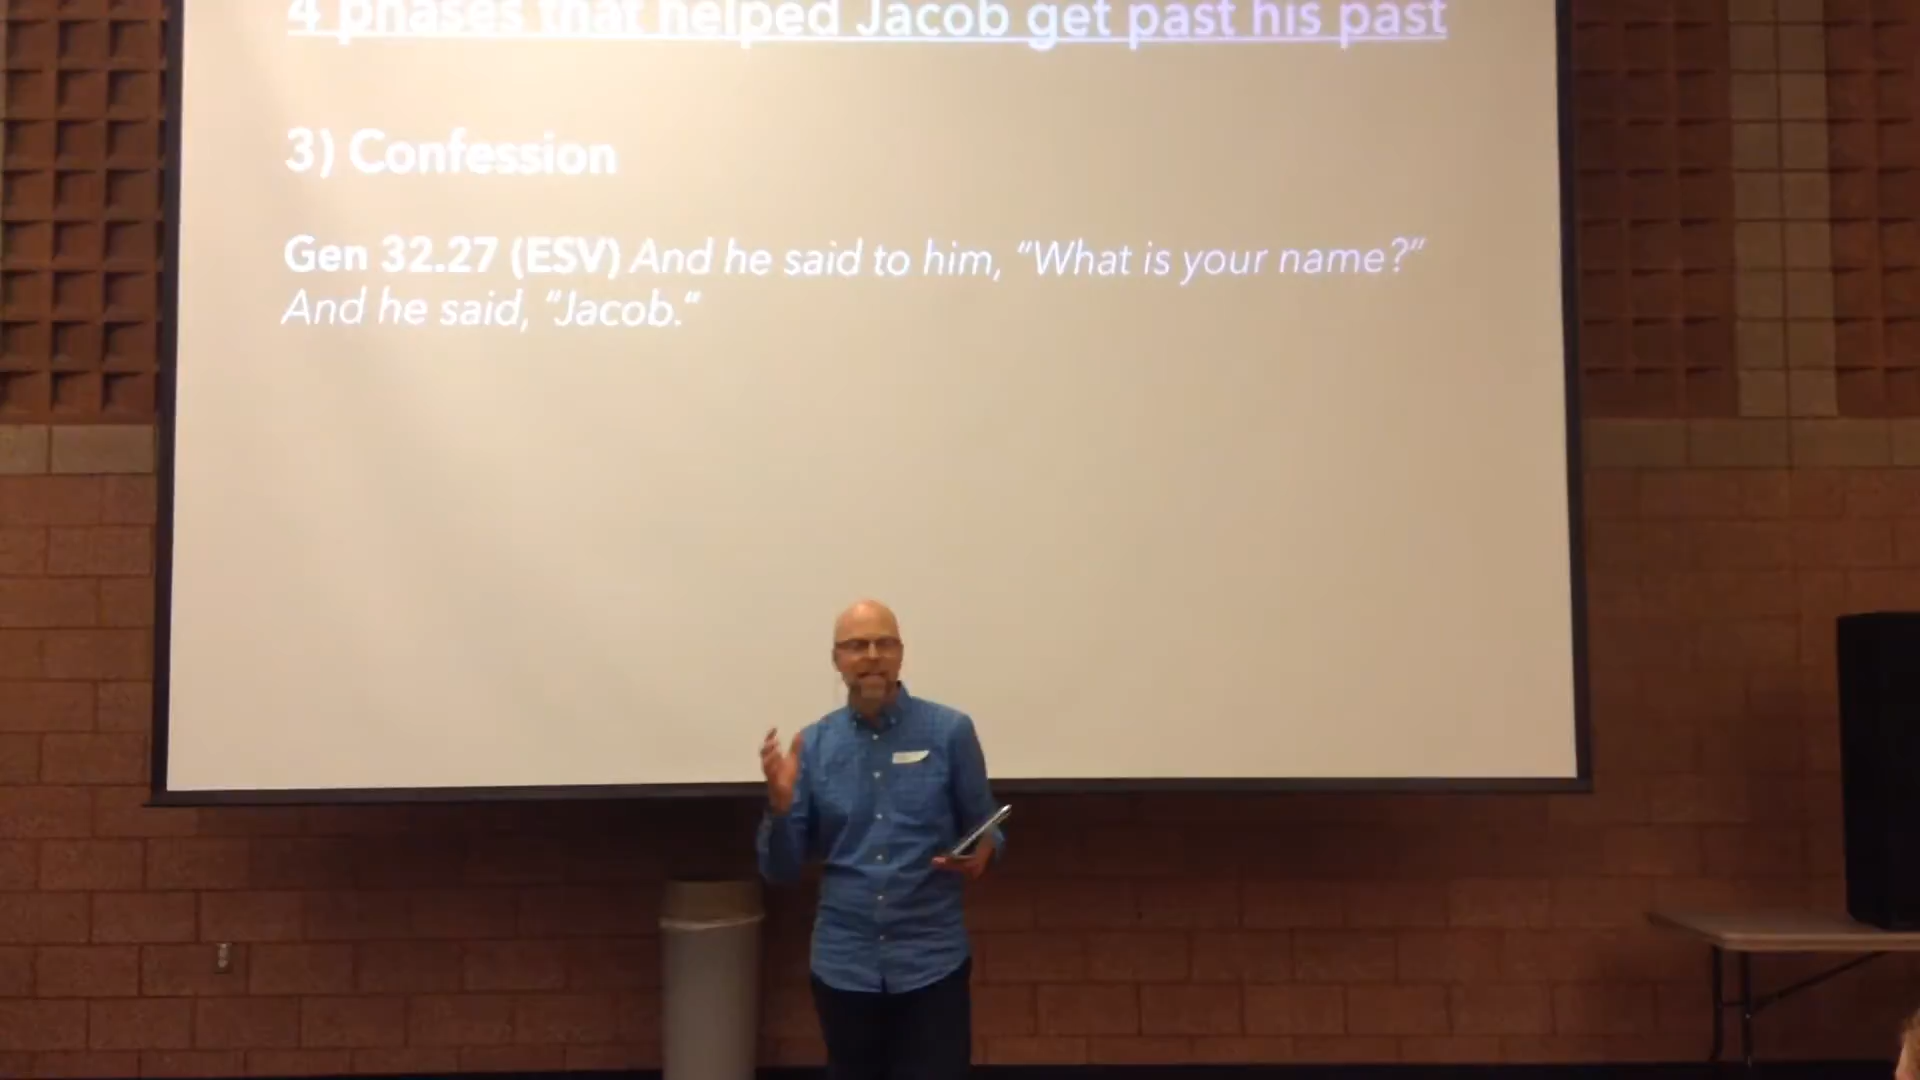 4 phases that helped Jacob get past his past
3) Confession
Gen 32.27 (ESV) And he said to him, “What is your name?”
And he said, “Jacob.“